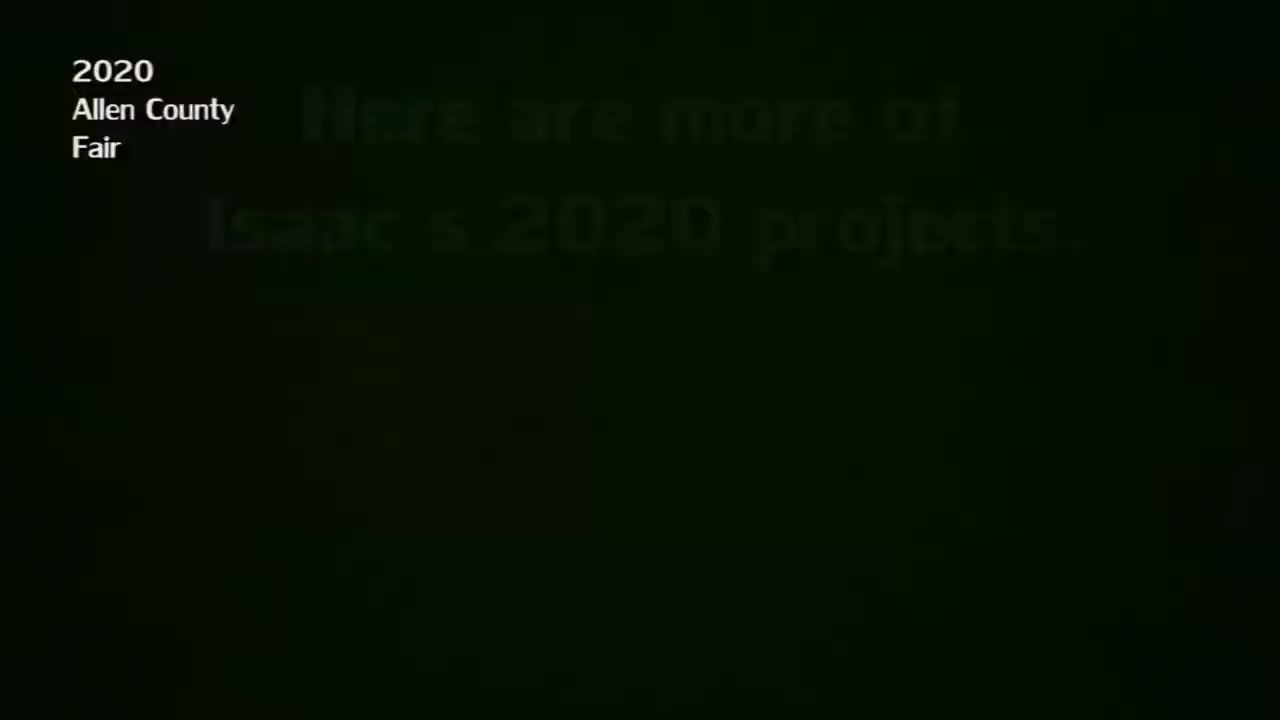 2020
Allen County
Fair
Here are more of
Isaac's 2020 projects.